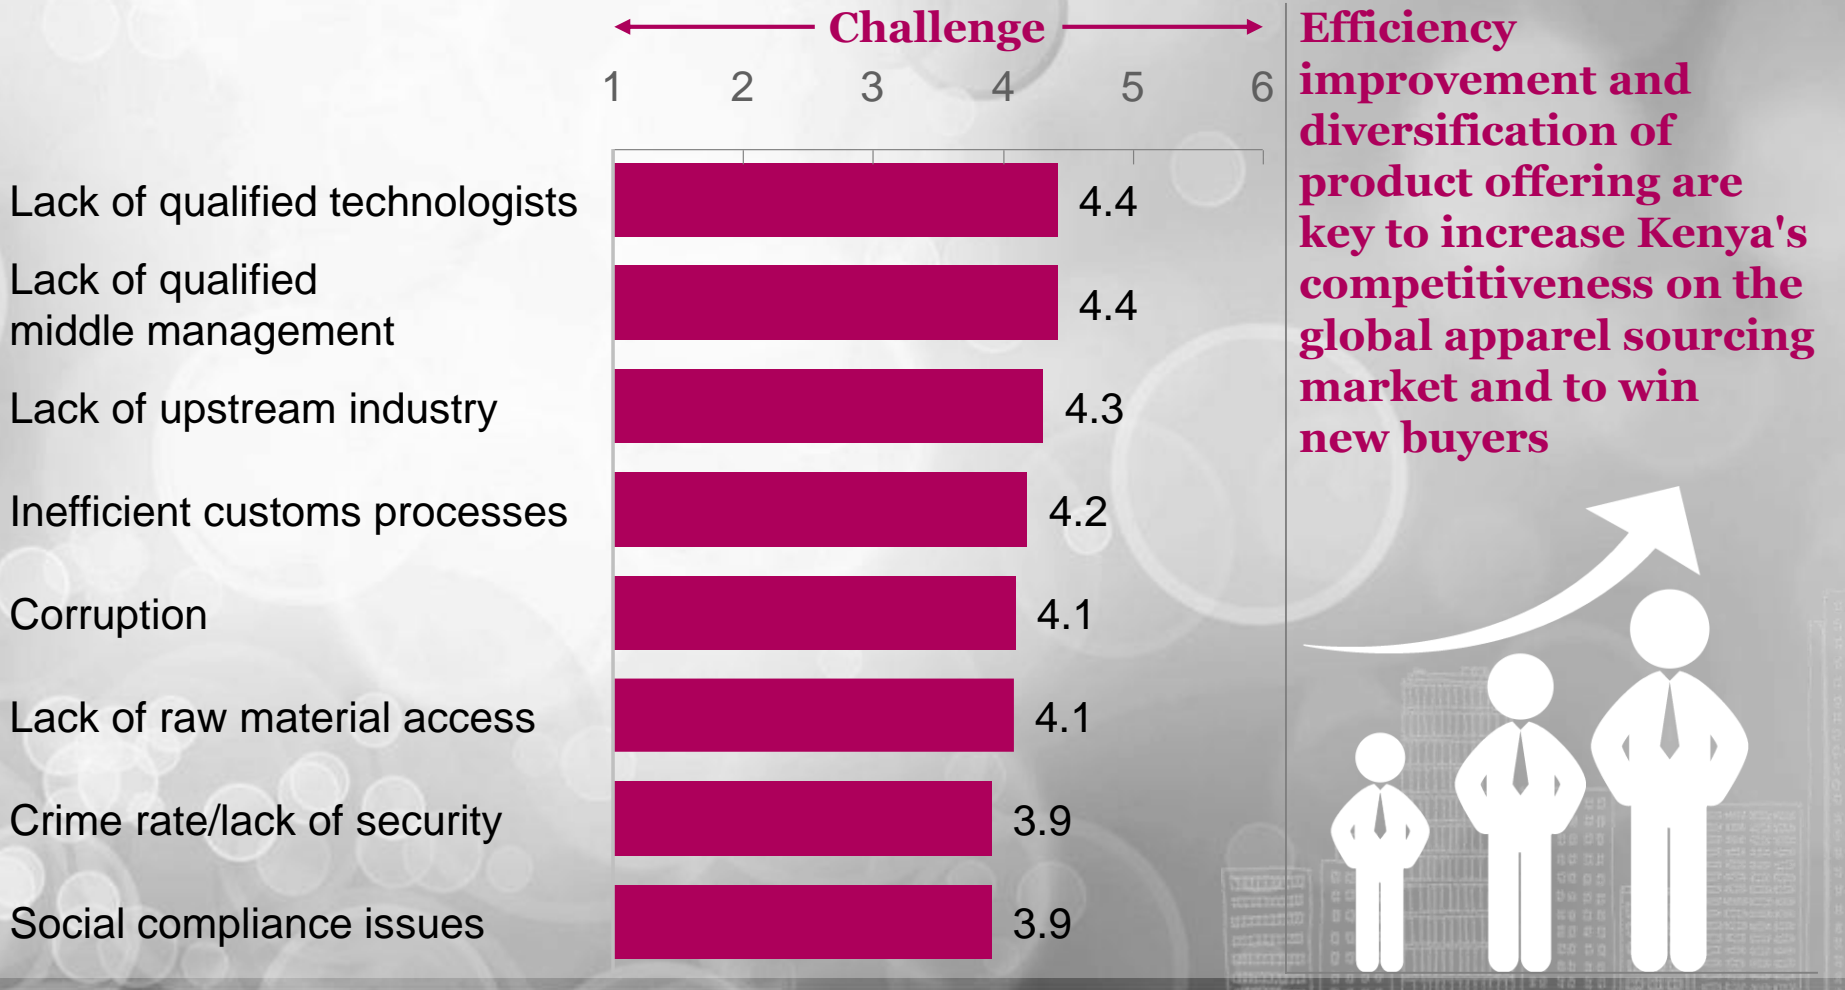 Challenge
1 2 3 4 5 6
Lack of qualified technologists 4.4
Lack of qualified
middle management 4.4
Lack of upstream industry 4.3
Inefficient customs processes 4.2
Corruption 4.1
Lack of raw material access 4.1
Crime rate/lack of security 3.9
Social compliance issues 3.9
Efficiency
improvement and
diversification of
product offering are
key to increase Kenya's
competitiveness on the
global apparel sourcing
market and to win
new buyers